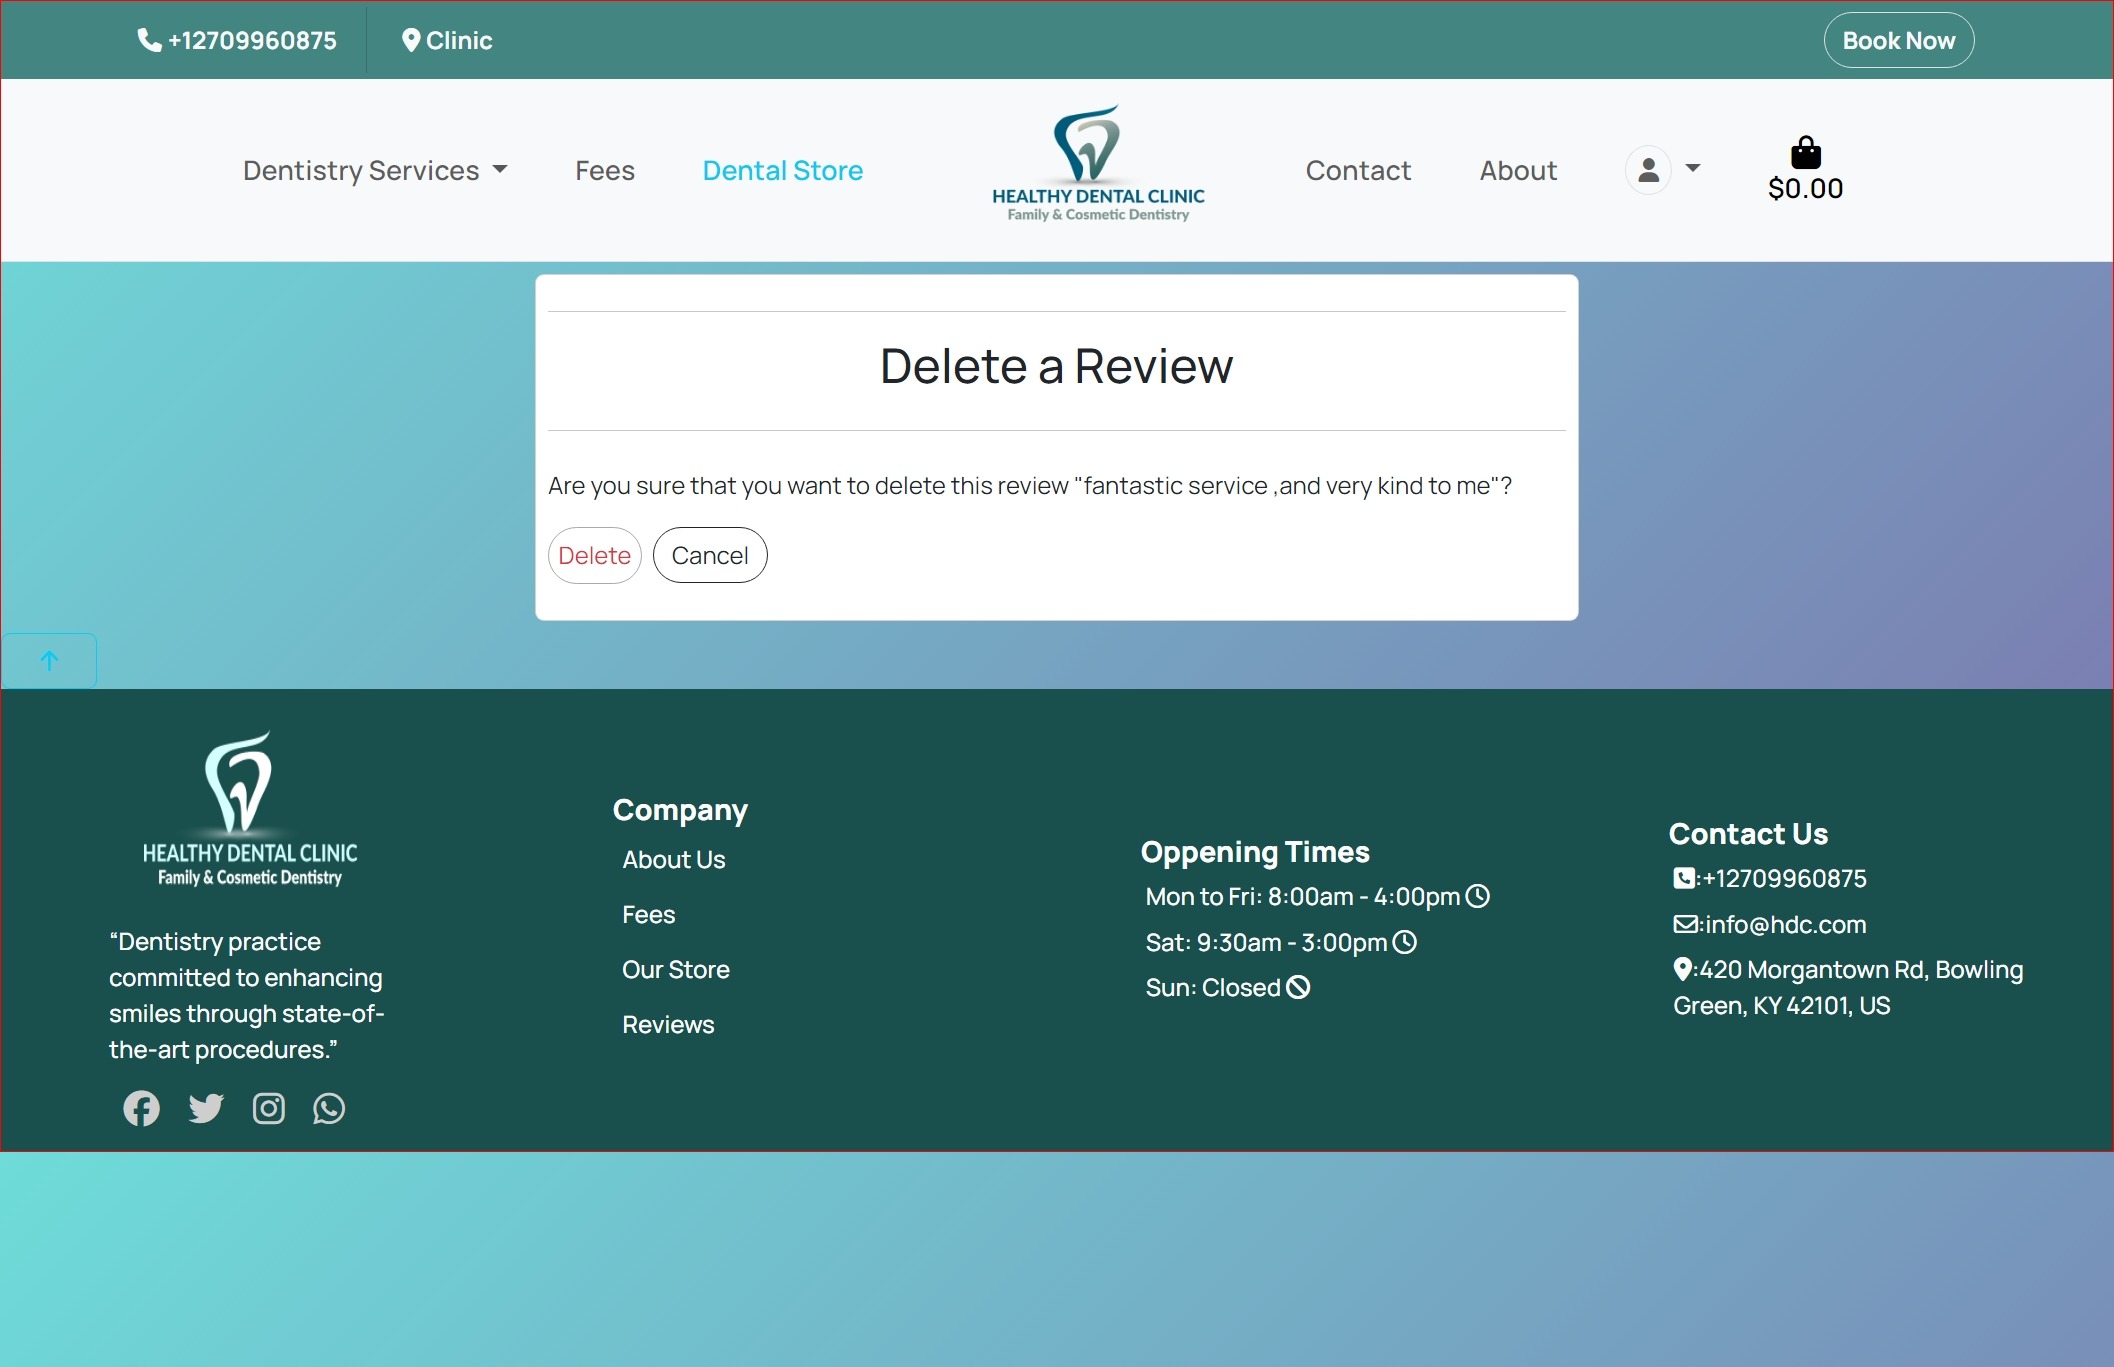 +12709960875
Clinic
Book Now
Dentistry Services
Fees
Dental Store
HEALTHY DENTAL CLINIC
Family & Cosmetic Dentistry
Contact
About
$0.00
Delete a Review
Are you sure that you want to delete this review "fantastic service ,and very kind to me"?
Delete
Cancel
HEALTHY DENTAL CLINIC
Family & Cosmetic Dentistry
“Dentistry practice
committed to enhancing
smiles through state-of-
the-art procedures.”
Company
About Us
Fees
Our Store
Reviews
Oppening Times
Mon to Fri: 8:00am - 4:00pm
Sat: 9:30am - 3:00pm
Sun: Closed
Contact Us
:+12709960875
:info@hdc.com
:420 Morgantown Rd, Bowling
Green, KY 42101, US